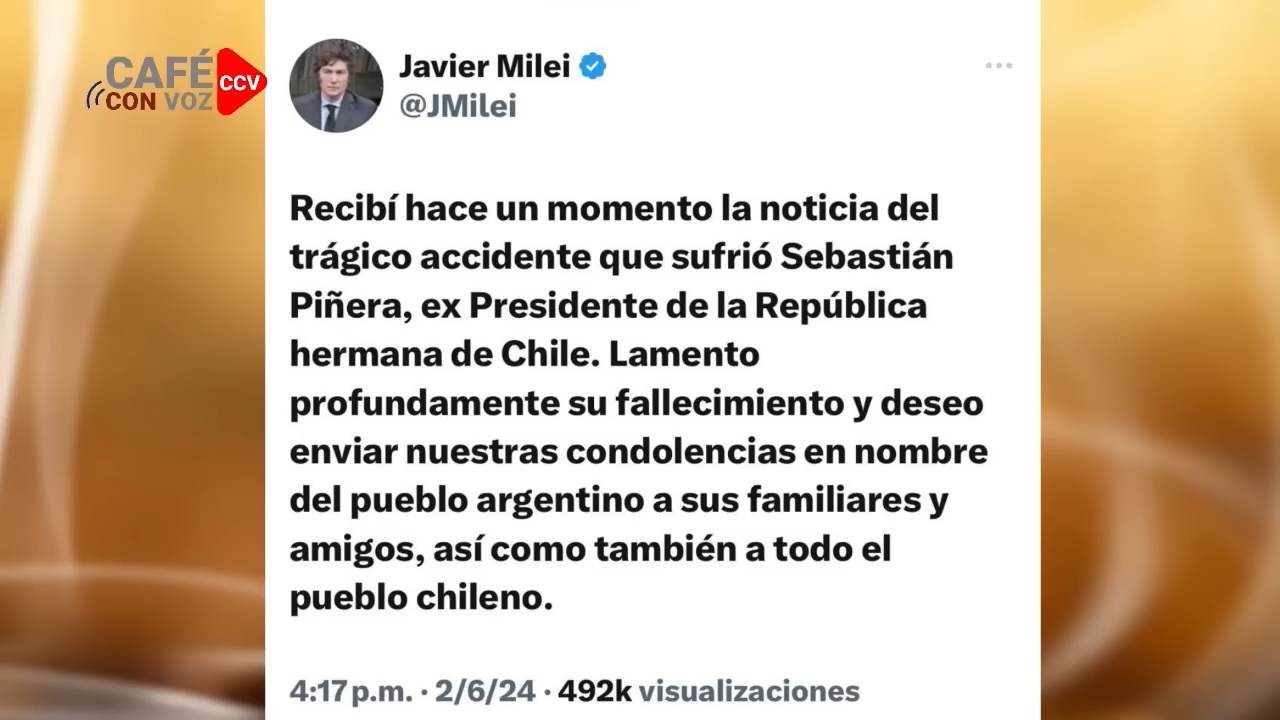 CAFÉ
CON VOZ
CCV
Javier Milei
@JMilei
Recibí hace un momento la noticia del
trágico accidente que sufrió Sebastián
Piñera, ex Presidente de la República
hermana de Chile. Lamento
profundamente su fallecimiento y deseo
enviar nuestras condolencias en nombre
del pueblo argentino a sus familiares y
amigos, así como también a todo el
pueblo chileno.
4:17 p.m. · 2/6/24 · 492k visualizaciones